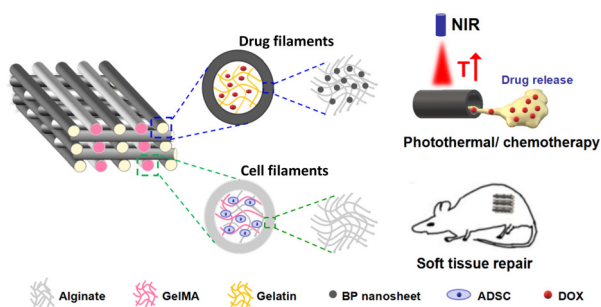 Drug filaments
NIR
T
Drug release
Photothermal/ chemotherapy
Cell filaments
Soft tissue repair
Alginate
GelMA
Gelatin
BP nanosheet
ADSC
DOX